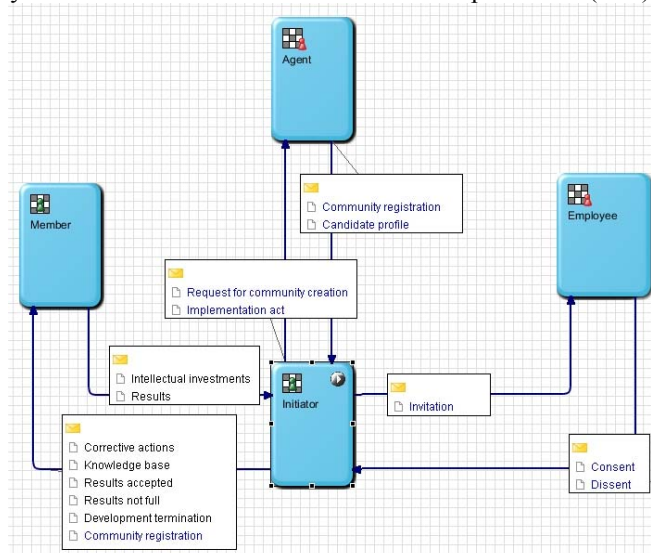 Agent
Community registration
Candidate profile
Member
Employee
Request for community creation
Implementation act
Intellectual investments
Results
Initiator
Invitation
Corrective actions
Knowledge base
Results accepted
Results not full
Development termination
Community registration
Consent
Dissent